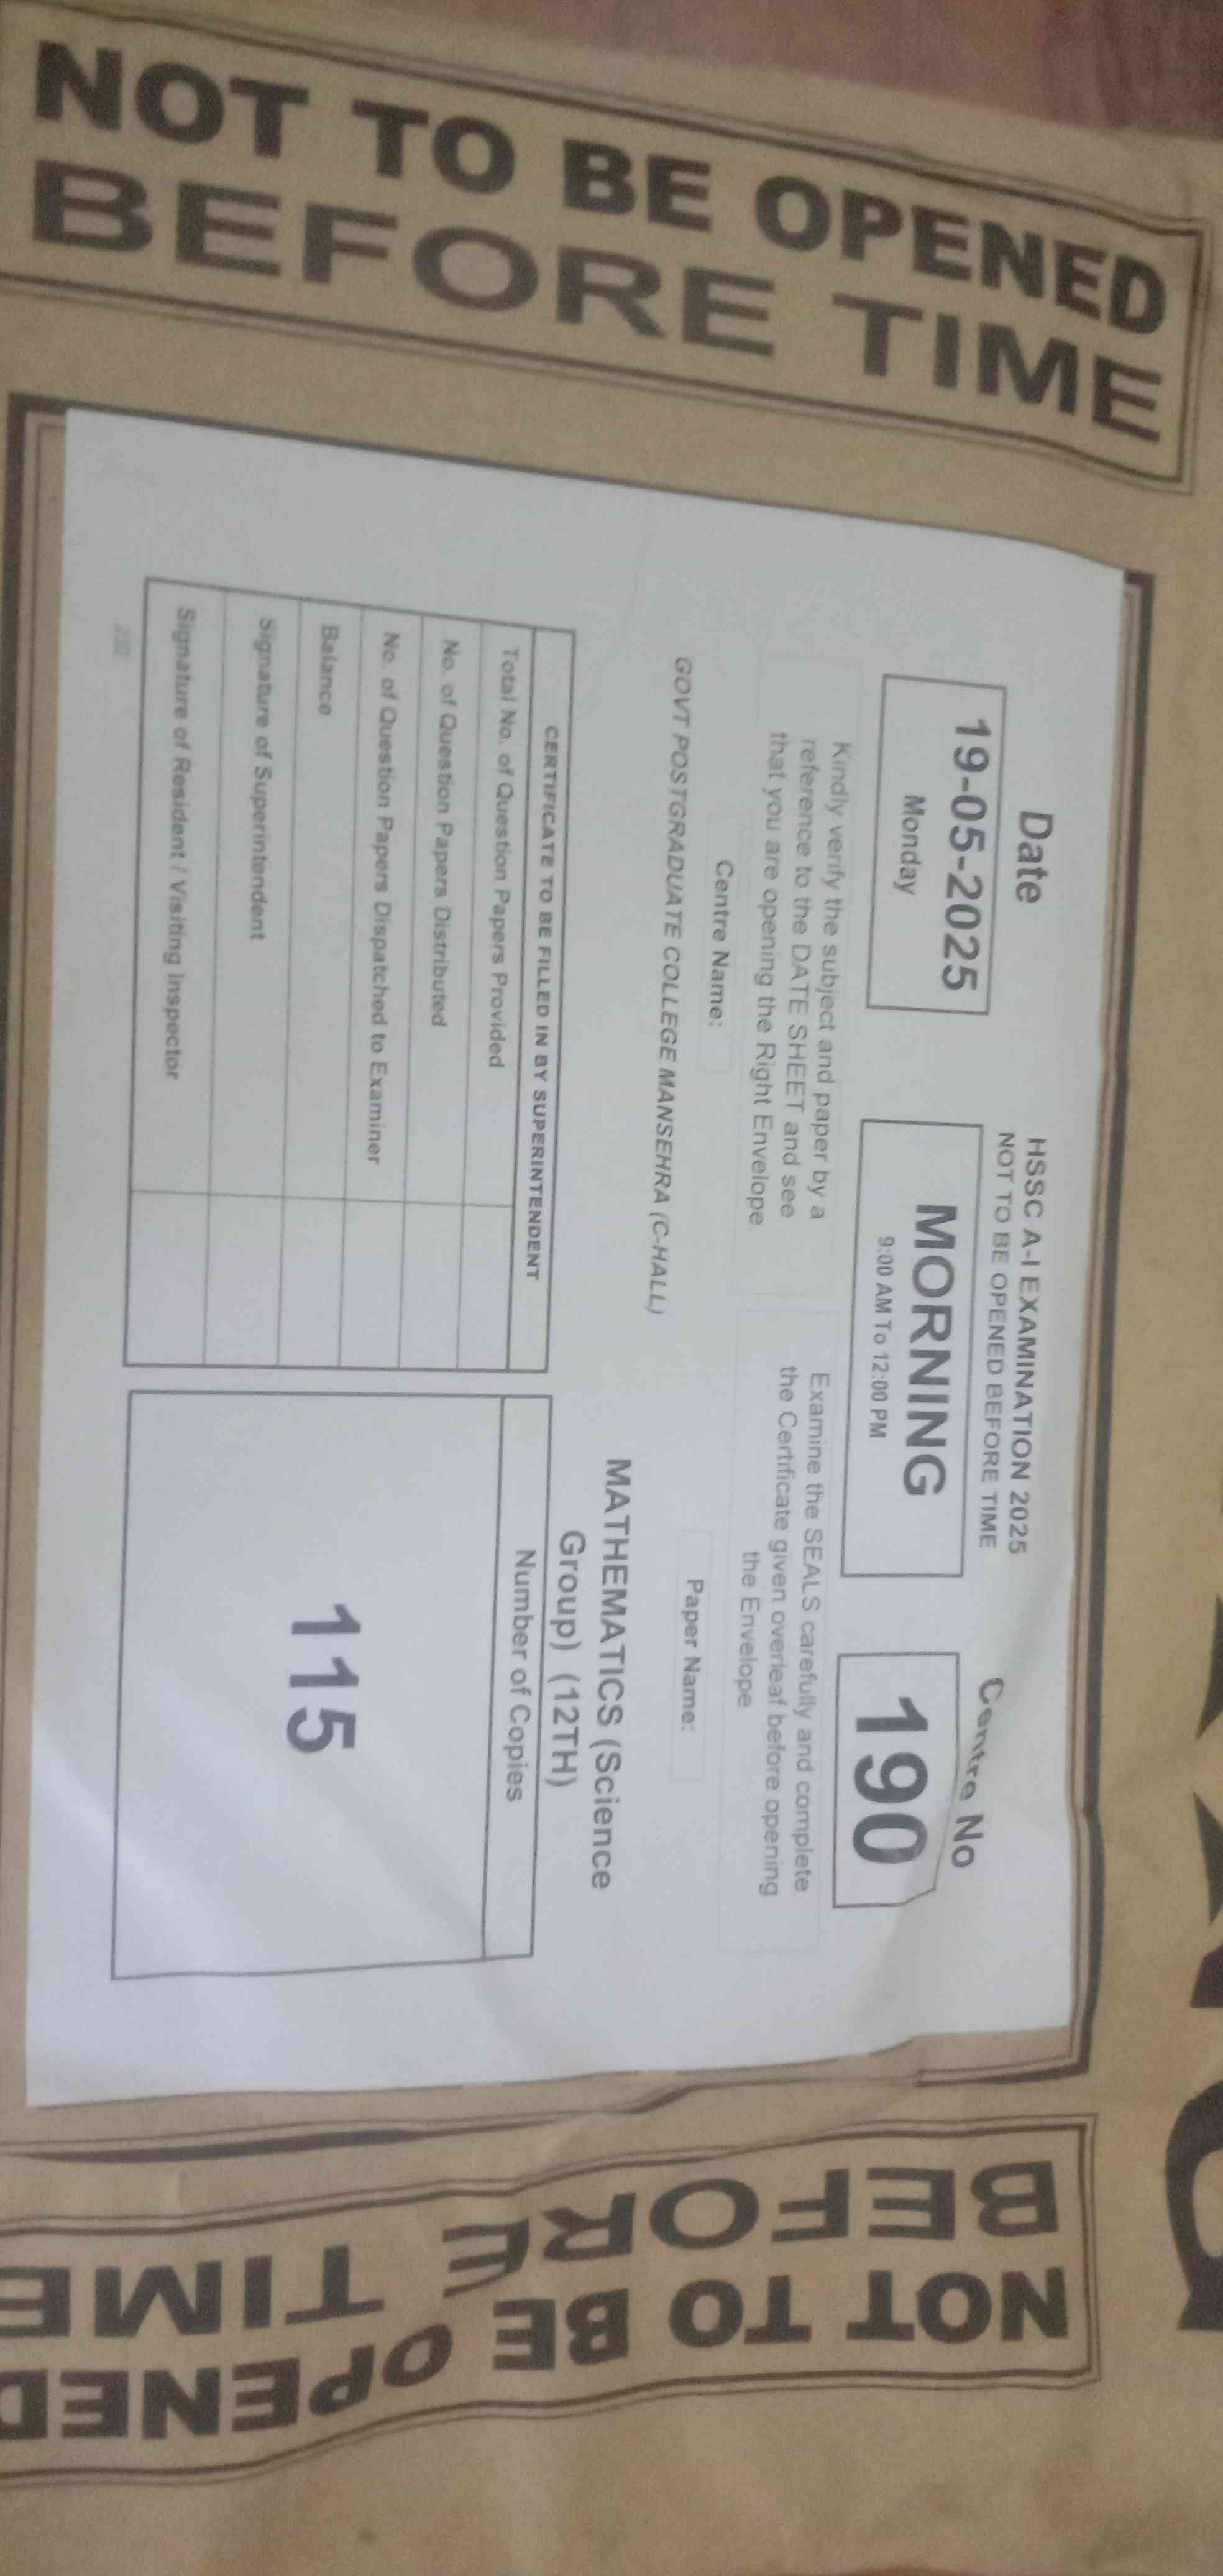 NOT TO BE OPENED
BEFORE TIME
Date
19-05-2025
Monday
HSSC A-I EXAMINATION 2025
NOT TO BE OPENED BEFORE TIME
MORNING
9:00 AM To 12:00 PM
Centre No
190
Kindly verify the subject and paper by a
reference to the DATE SHEET and see
that you are opening the Right Envelope
Examine the SEALS carefully and complete
the Certificate given overleaf before opening
the Envelope
Centre Name:
GOVT POSTGRADUATE COLLEGE MANSEHRA (C-HALL)
Paper Name:
MATHEMATICS (Science
Group) (12TH)
CERTIFICATE TO BE FILLED IN BY SUPERINTENDENT
Total No. of Question Papers Provided
No. of Question Papers Distributed
No. of Question Papers Dispatched to Examiner
Balance
Signature of Superintendent
Signature of Resident / Visiting Inspector
Number of Copies
115
NOT TO BE OPENED
BEFORE TIME